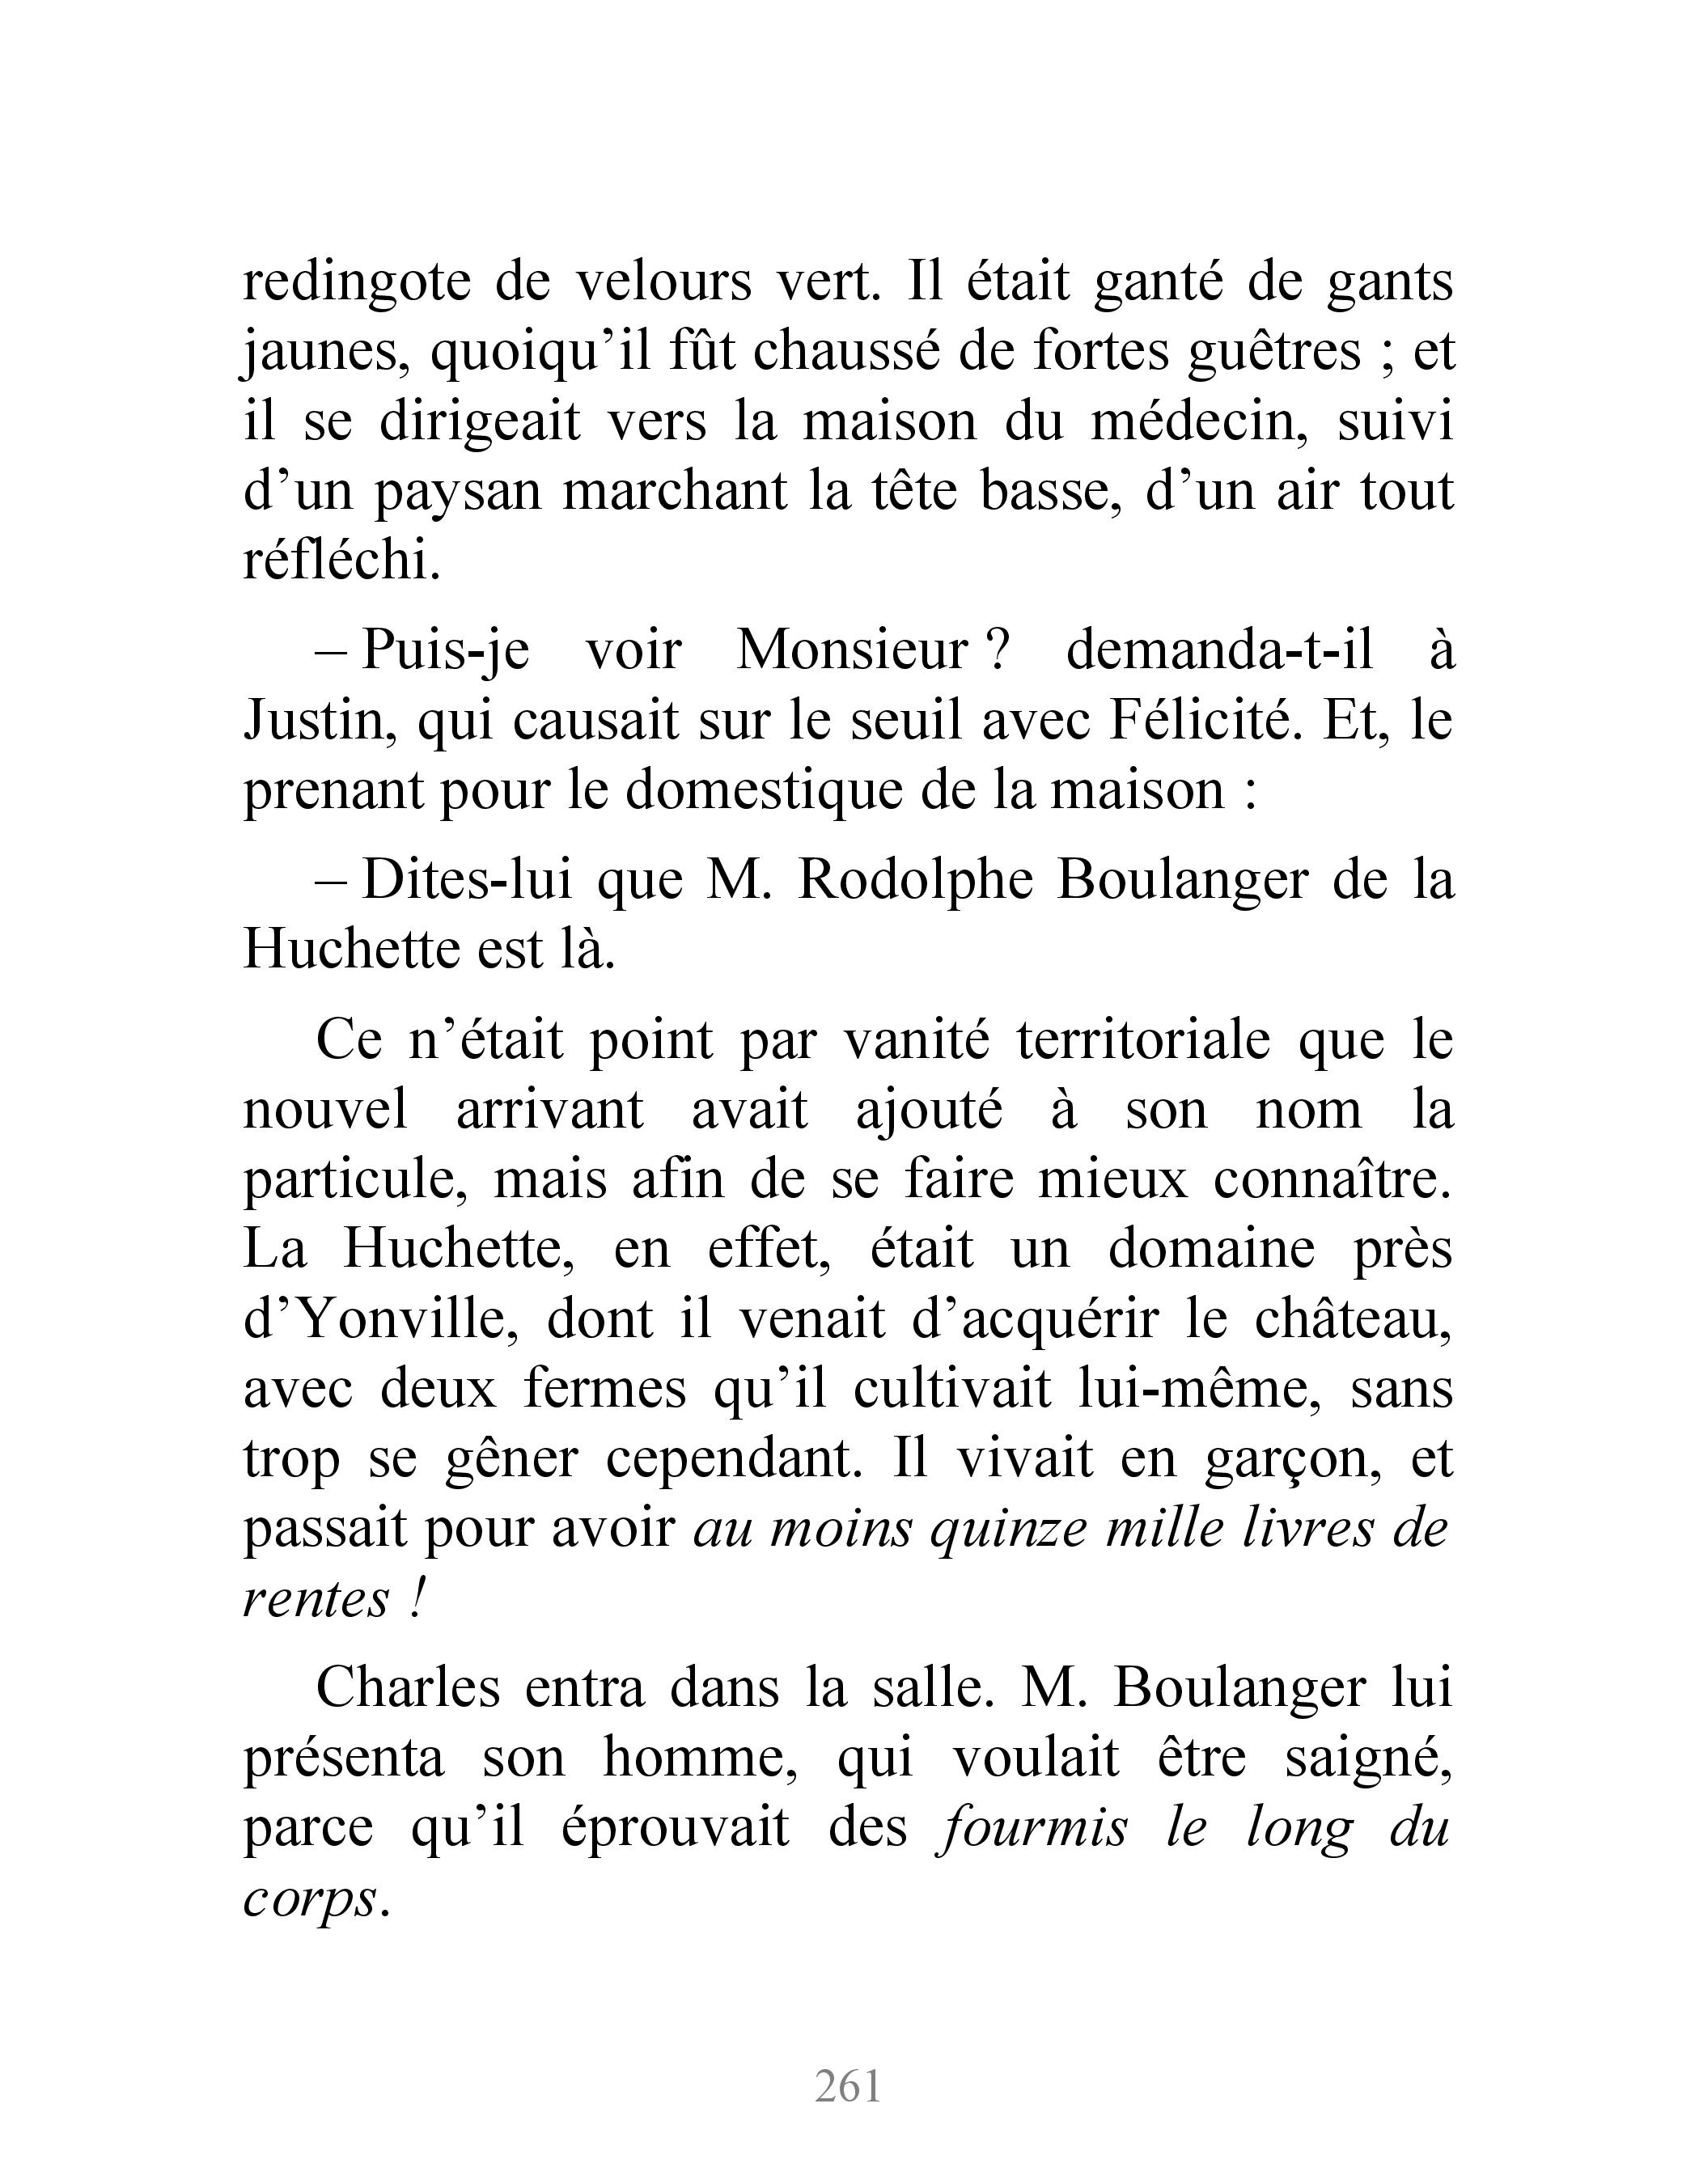 redingote de velours vert. Il était ganté de gants
jaunes, quoiqu’il fût chaussé de fortes guêtres ; et
il se dirigeait vers la maison du médecin, suivi
d’un paysan marchant la tête basse, d’un air tout
réfléchi.
– Puis-je voir Monsieur ? demanda-t-il à
Justin, qui causait sur le seuil avec Félicité. Et, le
prenant pour le domestique de la maison :
– Dites-lui que M. Rodolphe Boulanger de la
Huchette est là.
Ce n’était point par vanité territoriale que le
nouvel arrivant avait ajouté à son nom la
particule, mais afin de se faire mieux connaître.
La Huchette, en effet, était un domaine près
d’Yonville, dont il venait d’acquérir le château,
avec deux fermes qu’il cultivait lui-même, sans
trop se gêner cependant. Il vivait en garçon, et
passait pour avoir au moins quinze mille livres de
rentes !
Charles entra dans la salle. M. Boulanger lui
présenta son homme, qui voulait être saigné,
parce qu’il éprouvait des fourmis le long du
corps.
261